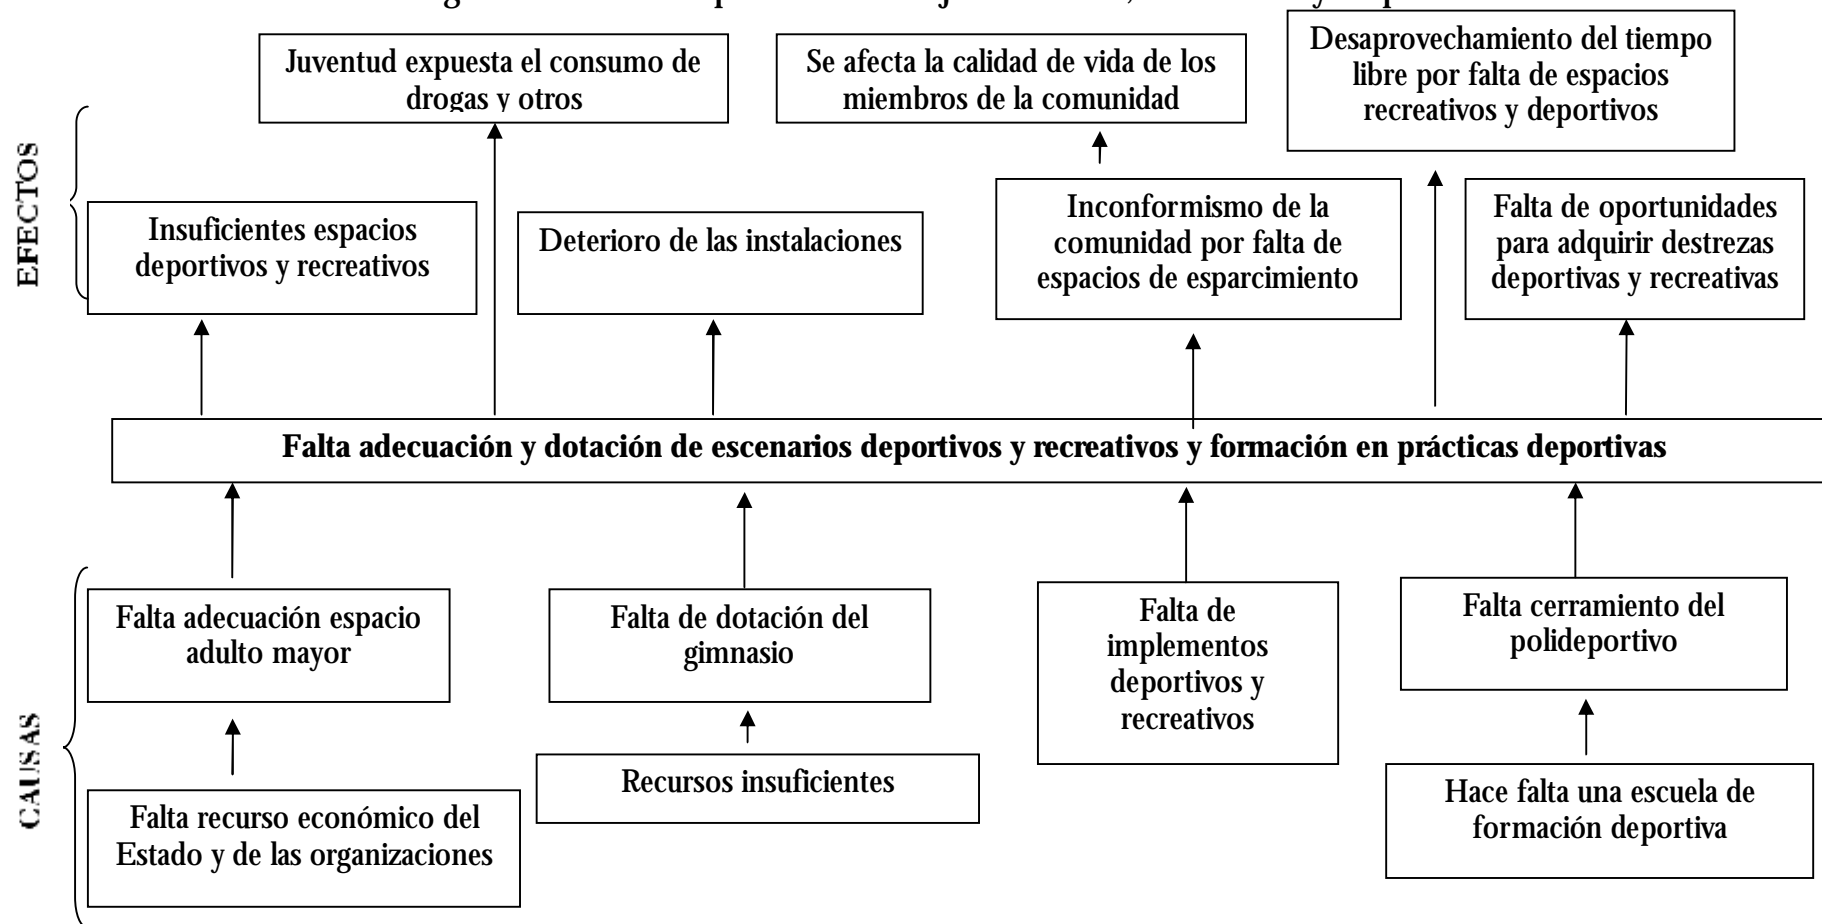 Juventud expuesta el consumo de
drogas y otros
Se afecta la calidad de vida de los
miembros de la comunidad
Desaprovechamiento del tiempo
libre por falta de espacios
recreativos y deportivos
EFECTOS
Insuficientes espacios
deportivos y recreativos
Deterioro de las instalaciones
Inconformismo de la
comunidad por falta de
espacios de esparcimiento
Falta de oportunidades
para adquirir destrezas
deportivas y recreativas
Falta adecuación y dotación de escenarios deportivos y recreativos y formación en prácticas deportivas
CAUSAS
Falta adecuación espacio
adulto mayor
Falta de dotación del
gimnasio
Falta de
implementos
deportivos y
recreativos
Falta cerramiento del
polideportivo
Falta recurso económico del
Estado y de las organizaciones
Recursos insuficientes
Hace falta una escuela de
formación deportiva